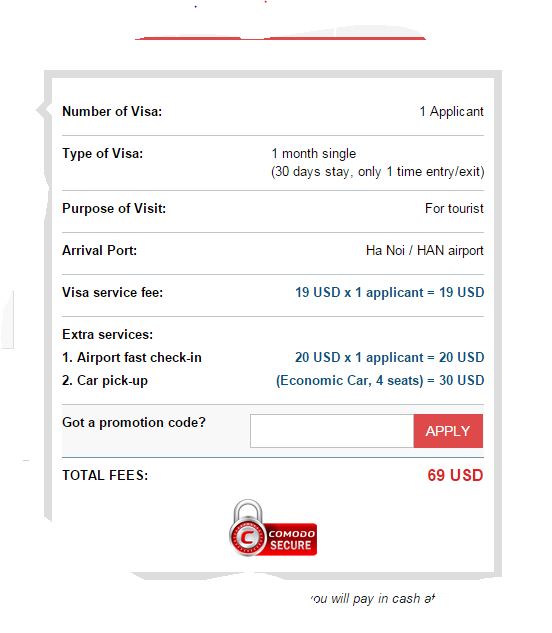 Number of Visa: 1 Applicant
Type of Visa: 1 month single
(30 days stay, only 1 time entry/exit)
Purpose of Visit: For tourist
Arrival Port: Ha Noi / HAN airport
Visa service fee: 19 USD x 1 applicant = 19 USD
Extra services:
1. Airport fast check-in 20 USD x 1 applicant = 20 USD
2. Car pick-up (Economic Car, 4 seats) = 30 USD
Got a promotion code? APPLY
TOTAL FEES: 69 USD
C COMODO
SECURE
you will pay in cash at